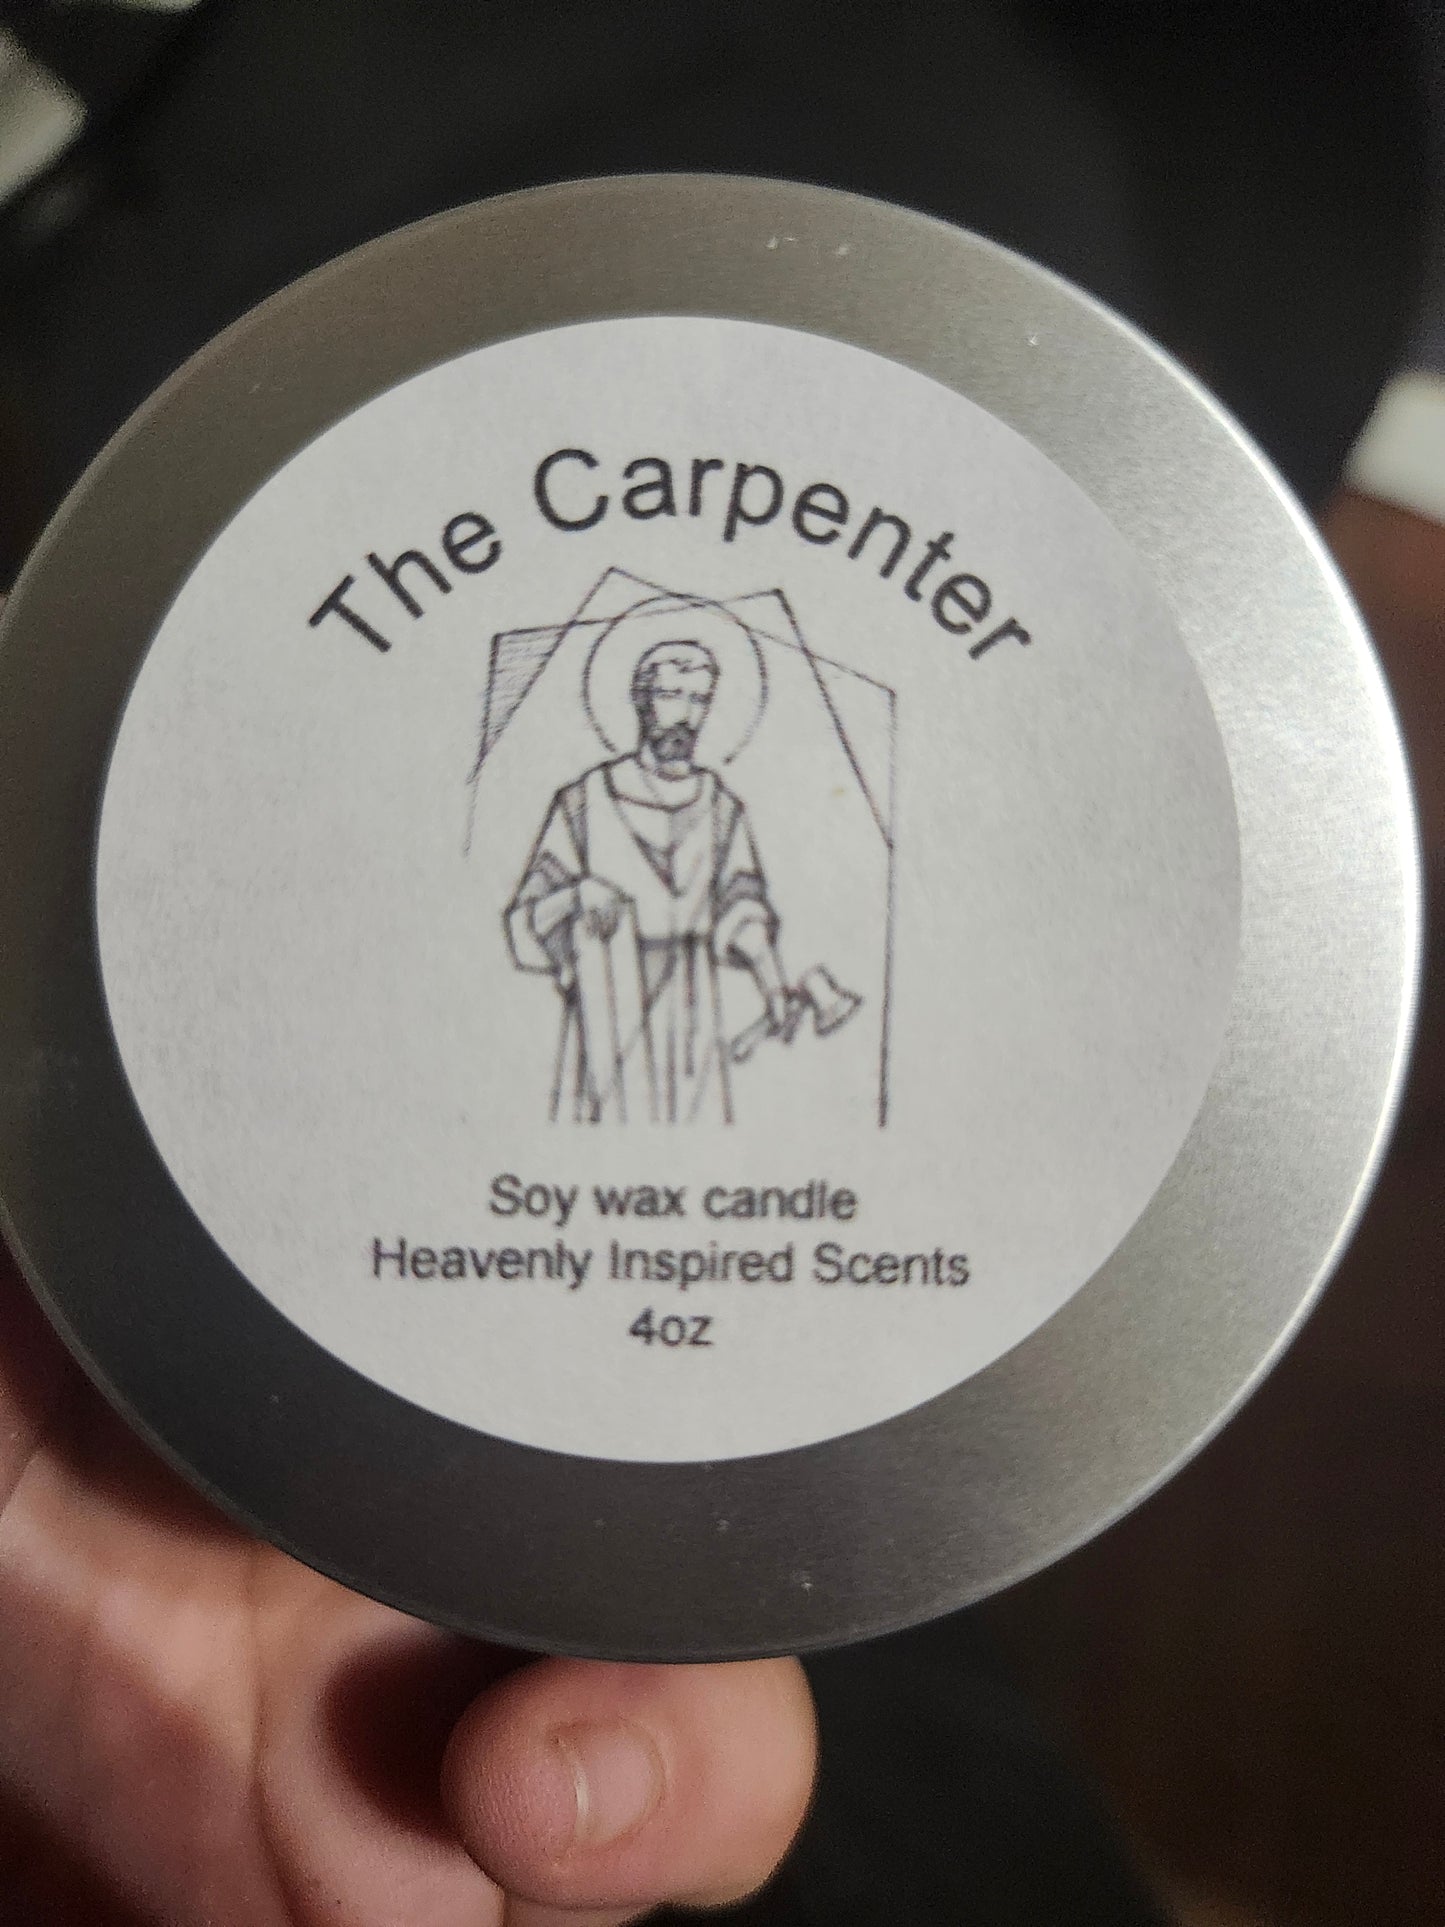 The Carpenter
Soy wax candle
Heavenly Inspired Scents
4oz